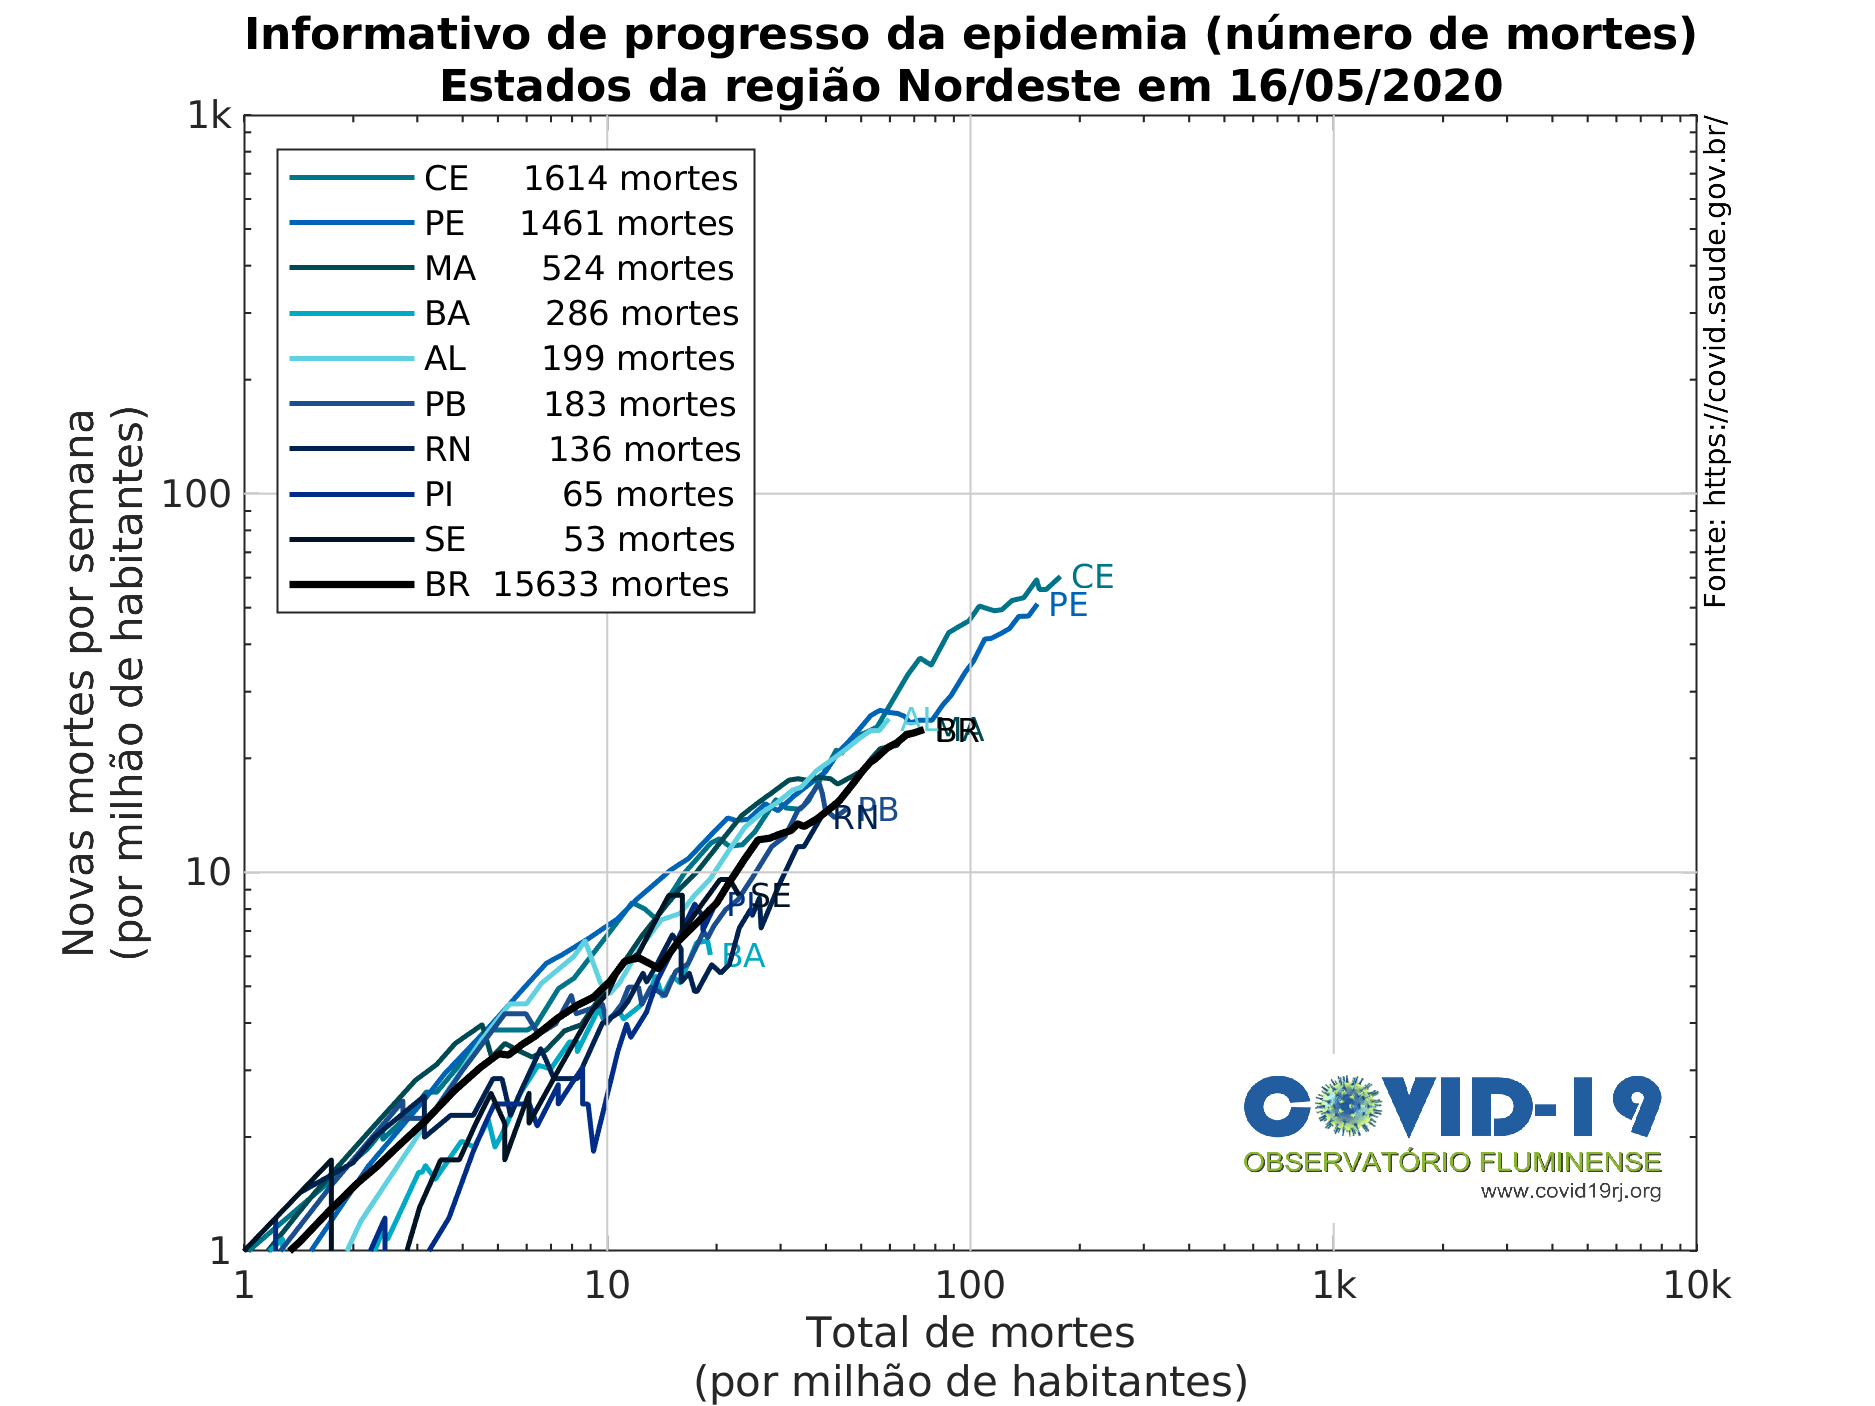 Informativo de progresso da epidemia (número de mortes)
Estados da região Nordeste em 16/05/2020
1k
100
10
1
Novas mortes por semana
(por milhão de habitantes)
CE 1614 mortes
PE 1461 mortes
MA 524 mortes
BA 286 mortes
AL 199 mortes
PB 183 mortes
RN 136 mortes
PI 65 mortes
SE 53 mortes
BR 15633 mortes
CE
PE
AL
BR
MA
PB
RN
SE
PI
BA
Fonte: https://covid.saude.gov.br/
COVID-19
OBSERVATÓRIO FLUMINENSE
www.covid19rj.org
1
10
100
1k
10k
Total de mortes
(por milhão de habitantes)